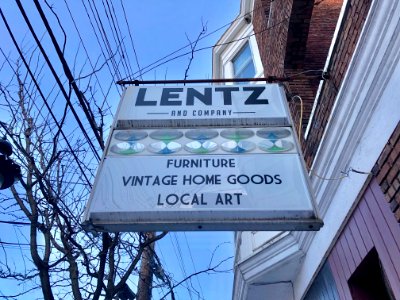 LENTZ
AND COMPANY
FURNITURE
VINTAGE HOME GOODS
LOCAL ART